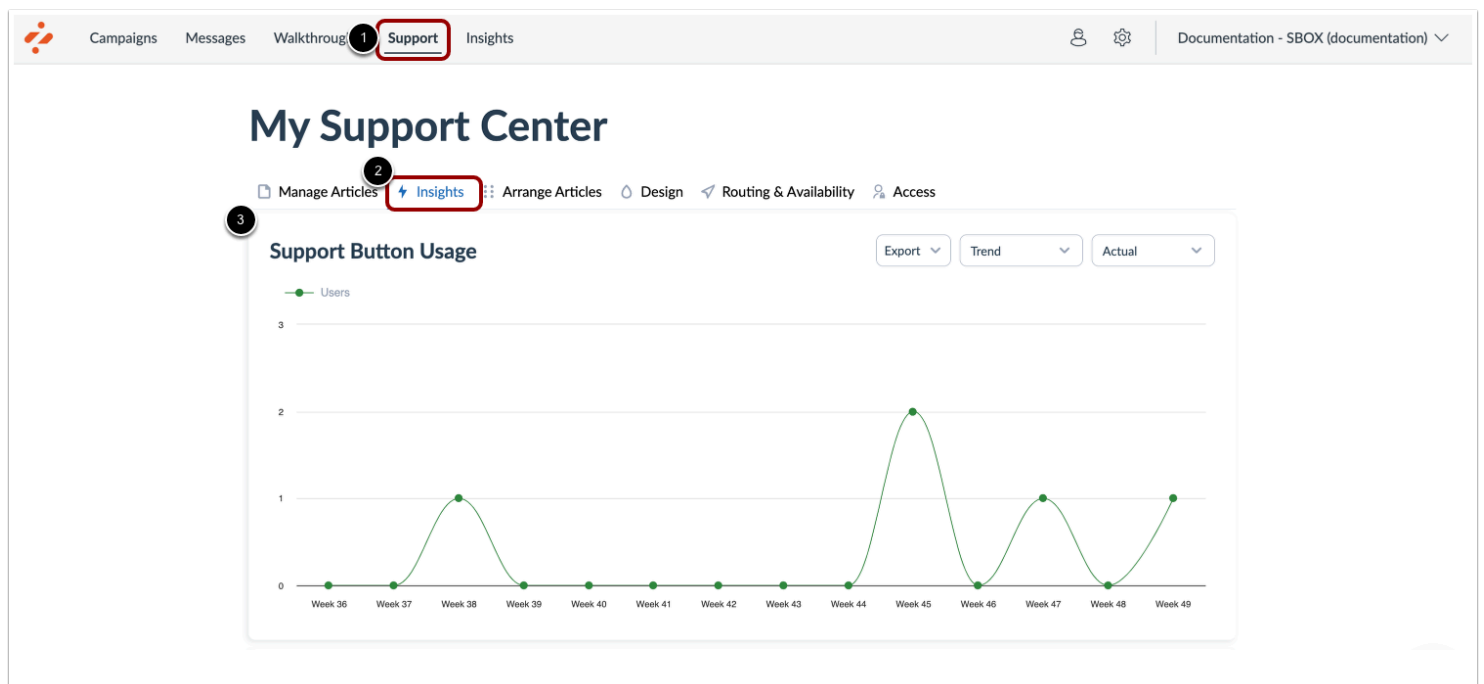 Campaigns Messages Walkthroug 1 Support Insights Documentation - SBOX (documentation)
My Support Center
2
Manage Articles Insights Arrange Articles Design Routing & Availability Access
3
Support Button Usage Export Trend Actual
Users
3
2
1
0
Week 36 Week 37 Week 38 Week 39 Week 40 Week 41 Week 42 Week 43 Week 44 Week 45 Week 46 Week 47 Week 48 Week 49